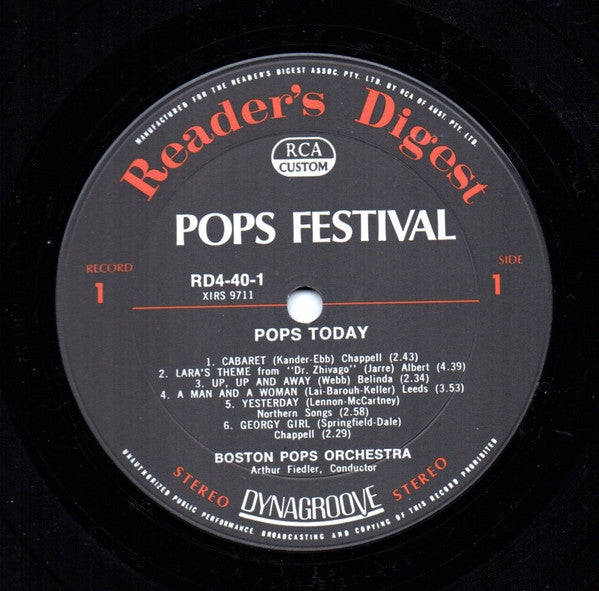 MANUFACTURED FOR THE READER'S DIGEST ASSOC. PTY. LTD. BY RCA OF AUST. PTY. LTD.
Reader's Digest
RCA
CUSTOM
POPS FESTIVAL
RECORD
1
RD4-40-1
XIRS 9711
SIDE
1
POPS TODAY
1. CABARET (Kander-Ebb) Chappell (2.43)
2. LARA'S THEME from "Dr. Zhivago" (Jarre) Albert (4.39)
3. UP, UP AND AWAY (Webb) Belinda (2.34)
4. A MAN AND A WOMAN (Lai-Barouh-Keller) Leeds (3.53)
5. YESTERDAY (Lennon-McCartney)
Northern Songs (2.58)
6. GEORGY GIRL (Springfield-Dale)
Chappell (2.29)
BOSTON POPS ORCHESTRA
Arthur Fiedler, Conductor
STEREO DYNAGROOVE STEREO
UNAUTHORIZED PUBLIC PERFORMANCE, BROADCASTING AND COPYING OF THIS RECORD PROHIBITED